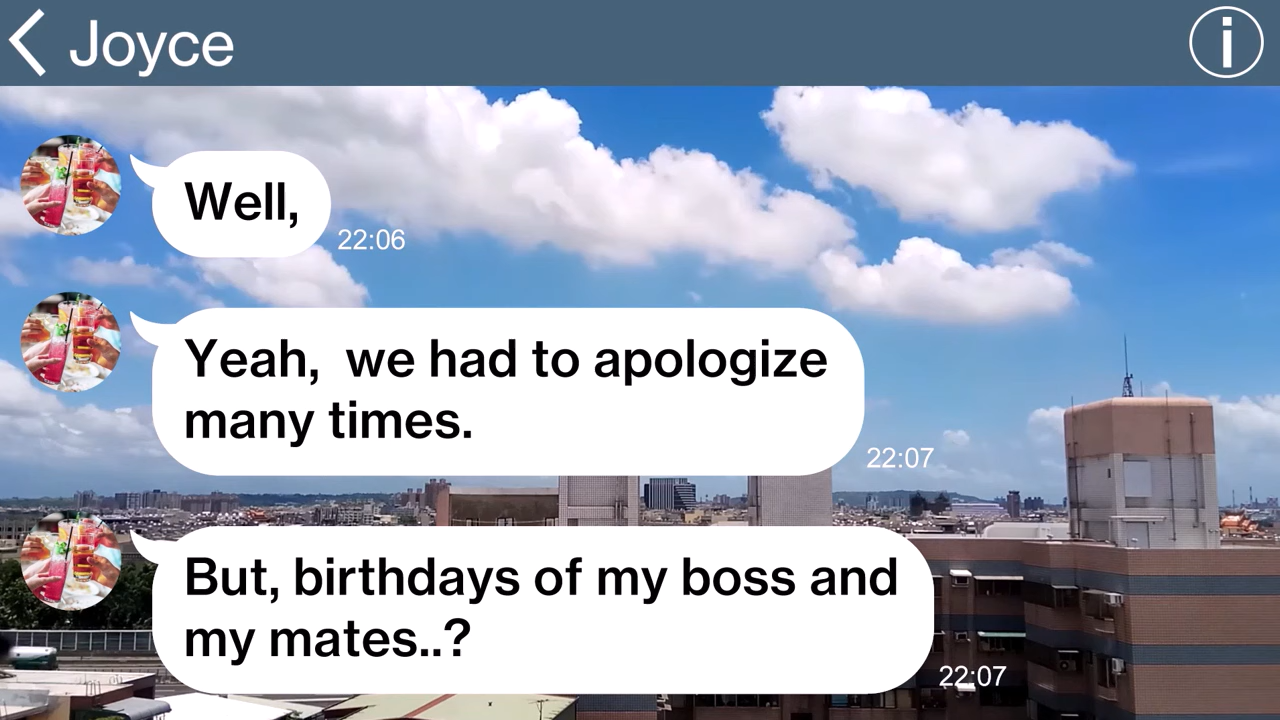 Joyce
Well,
22:06
Yeah,  we had to apologize
many times.
22:07
But, birthdays of my boss and
my mates..?
22:07